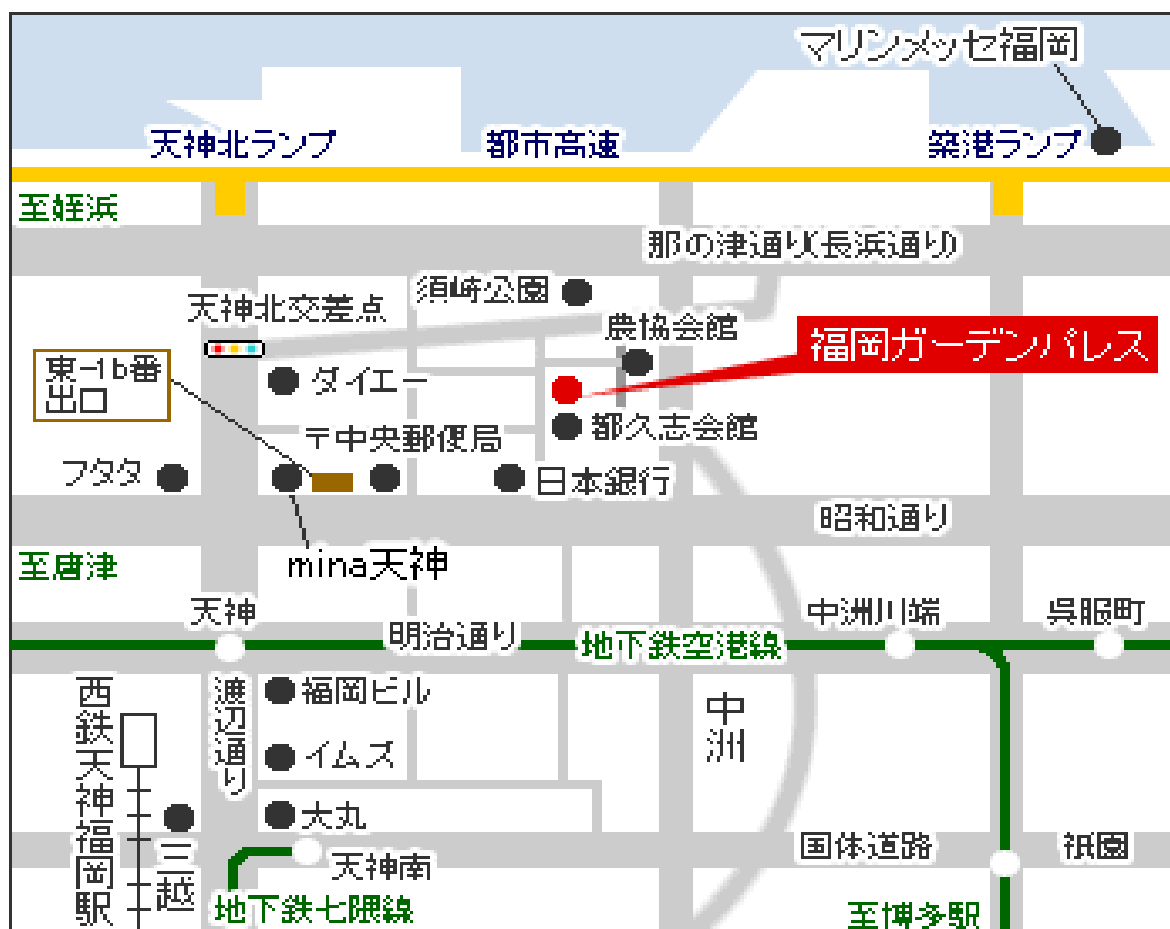 マリンメッセ福岡
天神北ランプ
都市高速
築港ランプ
至姪浜
那の津通り(長浜通り)
須崎公園
天神北交差点
農協会館
福岡ガーデンパレス
東-1b番
出口
ダイエー
都久志会館
〒中央郵便局
フタタ
日本銀行
昭和通り
至唐津
mina天神
天神
中洲川端
呉服町
明治通り
地下鉄空港線
西鉄天神福岡駅
渡辺通り
福岡ビル
中洲
イムズ
大丸
三越
天神南
国体道路
祇園
地下鉄七隈線
至博多駅